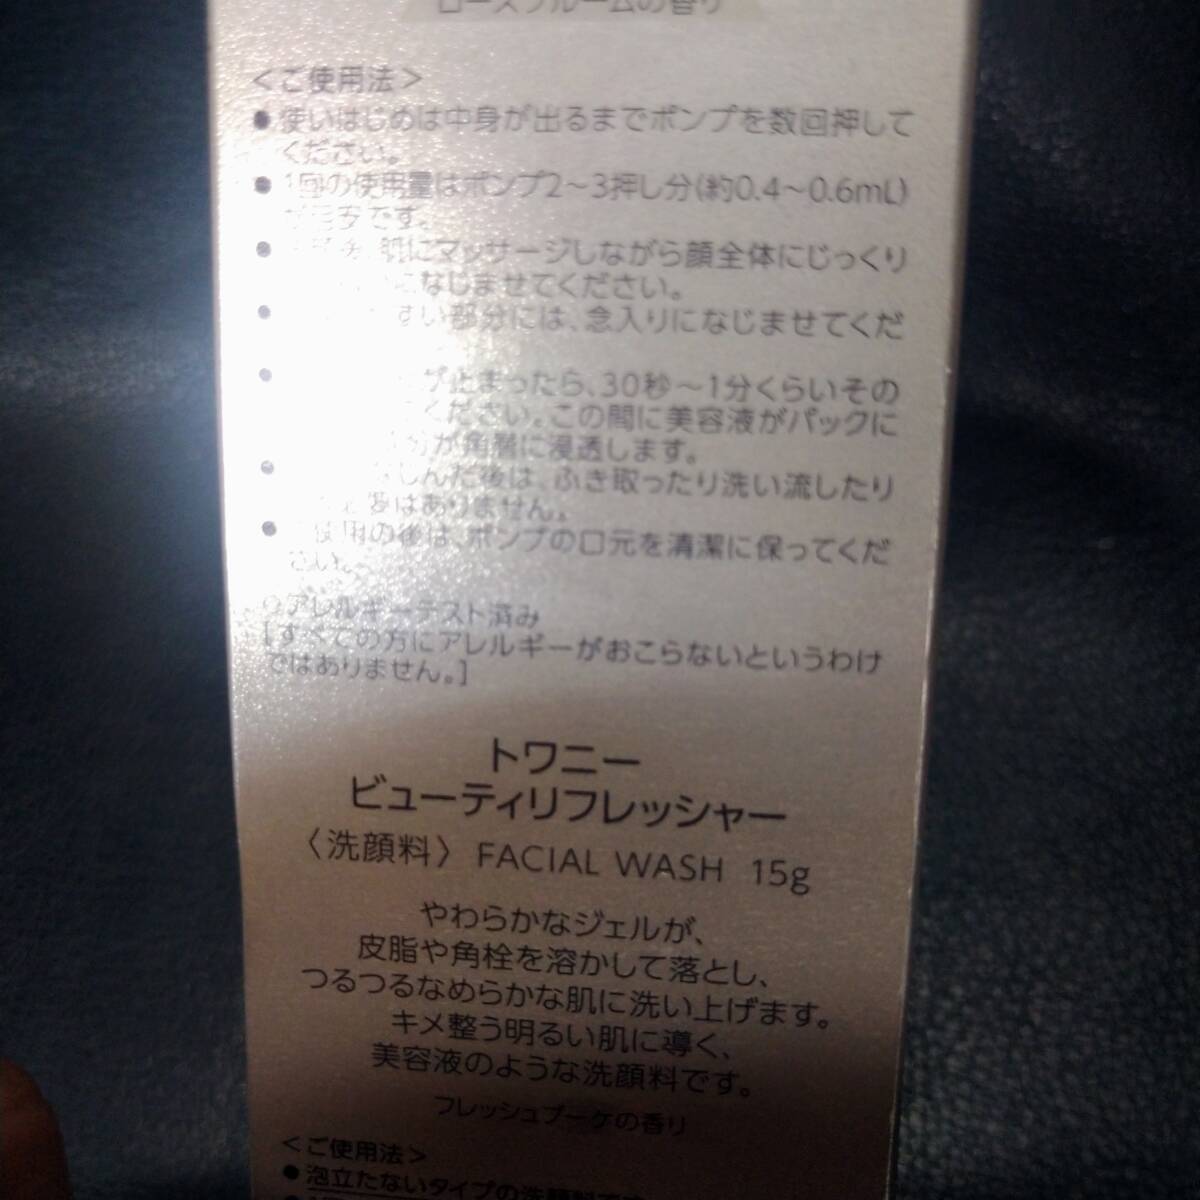 ローズブルームの香り
＜ご使用法＞
●使いはじめは中身が出るまでポンプを数回押して
ください。
●1回の使用量はポンプ2～3押し分(約0.4～0.6mL)
が目安です。
● 肌にマッサージしながら顔全体にじっくり
なじませてください。
● すい部分には、念入りになじませてくだ
● が止まったら、30秒～1分くらいその
ください。この間に美容液がパックに
が角層に浸透します。
● じんだ後は、ふき取ったり洗い流したり
必要はありません。
●使用の後は、ポンプの口元を清潔に保ってくだ
さい。
○アレルギーテスト済み
[すべての方にアレルギーがおこらないというわけ
ではありません。]
トワニー
ビューティリフレッシャー
〈洗顔料〉 FACIAL WASH 15g
やわらかなジェルが、
皮脂や角栓を溶かして落とし、
つるつるなめらかな肌に洗い上げます。
キメ整う明るい肌に導く、
美容液のような洗顔料です。
フレッシュブーケの香り
＜ご使用法＞
●泡立たないタイプの洗顔料です